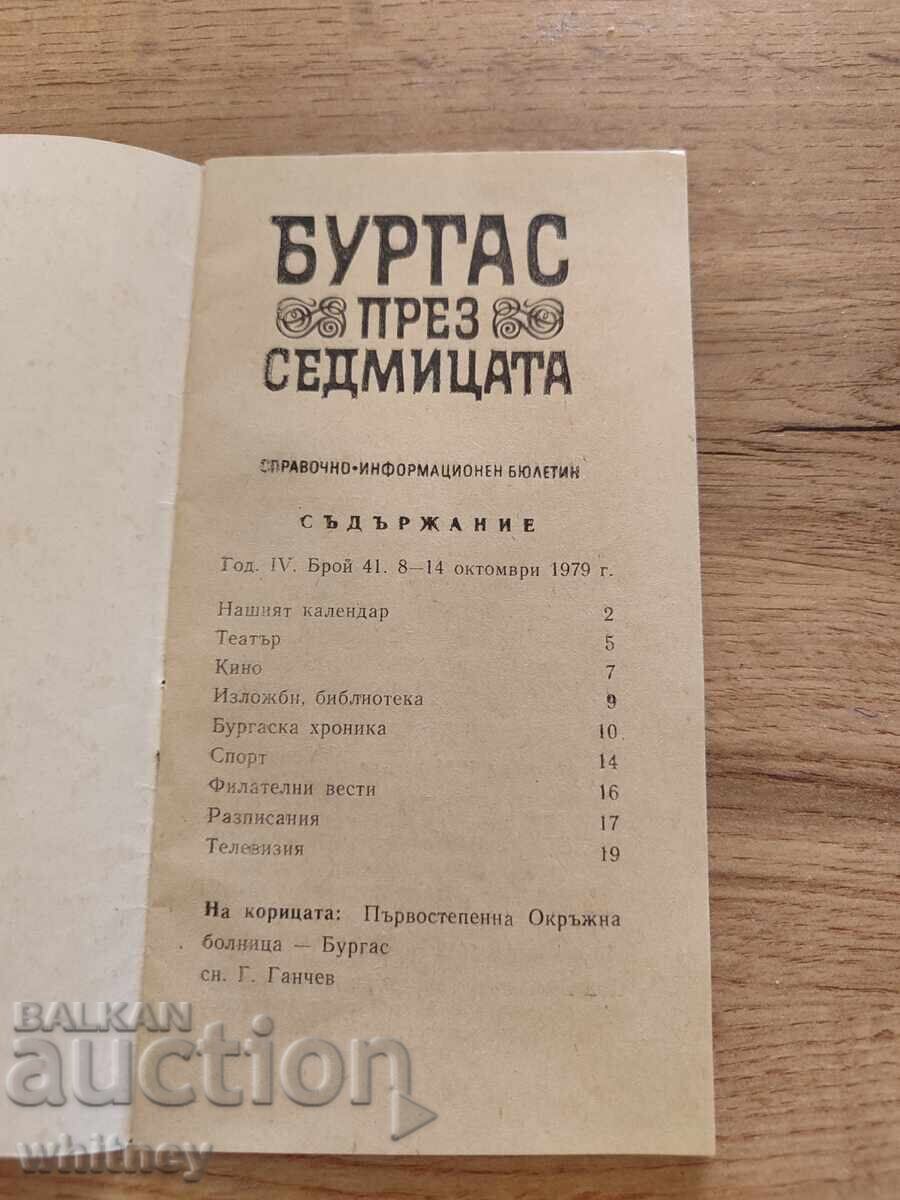 БУРГАС
ПРЕЗ
СЕДМИЦАТА
СПРАВОЧНО•ИНФОРМАЦИОНЕН БЮЛЕТИН
СЪДЪРЖАНИЕ
Год. IV. Брой 41. 8—14 октомври 1979 г.
Нашият календар 2
Театър 5
Кино 7
Изложби, библиотека 9
Бургаска хроника 10
Спорт 14
Филателни вести 16
Разписания 17
Телевизия 19
На корицата: Първостепенна Окръжна
болница — Бургас
сн. Г. Ганчев
BALKAN
auction
whitney